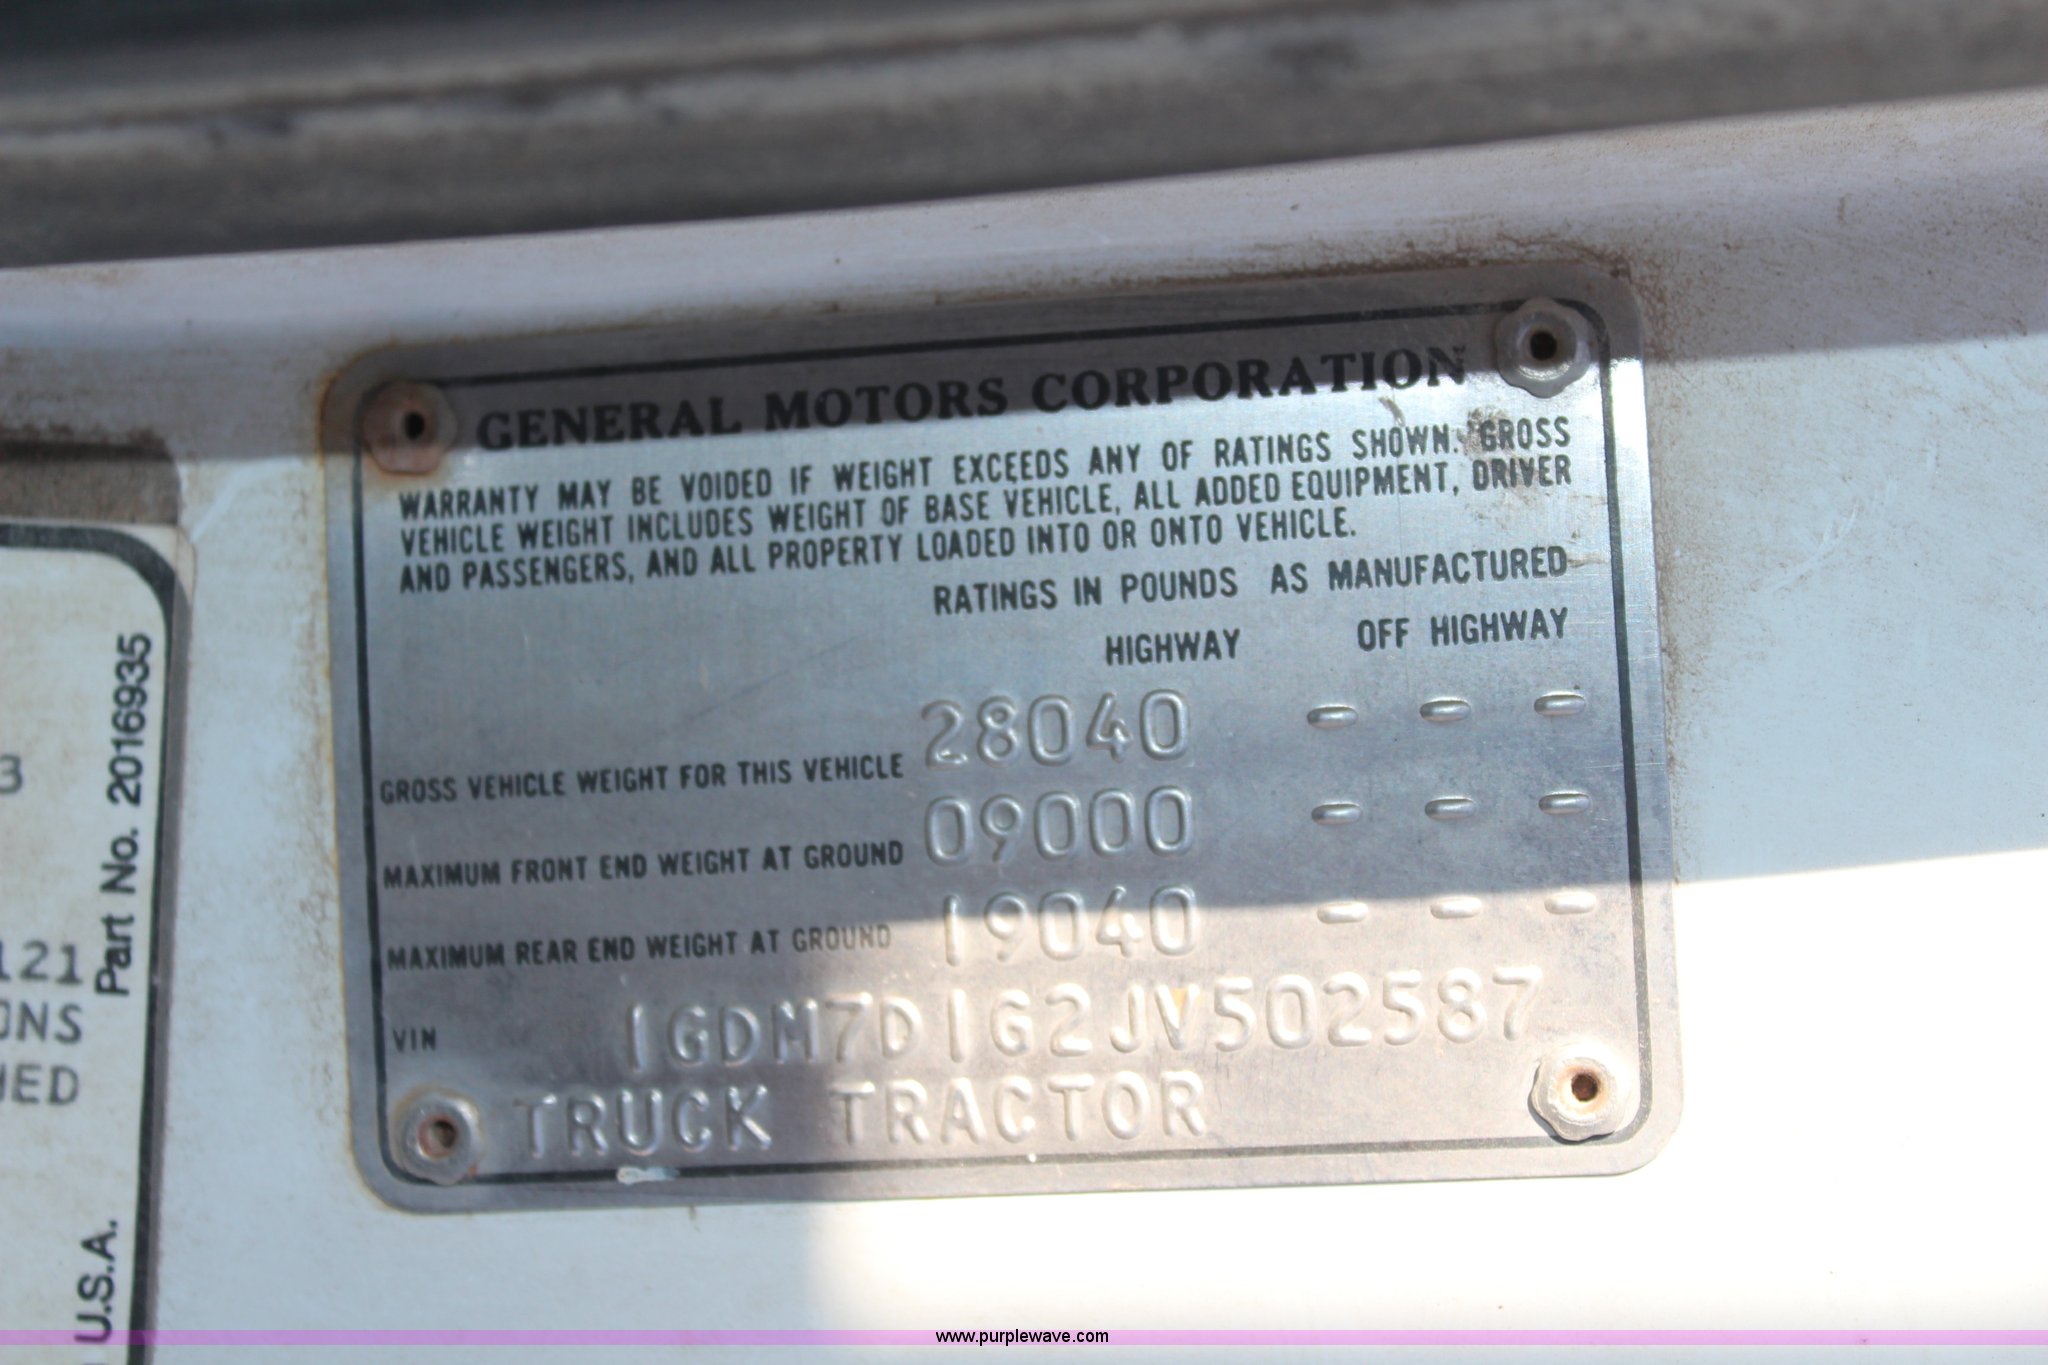 GENERAL MOTORS CORPORATION
WARRANTY MAY BE VOIDED IF WEIGHT EXCEEDS ANY OF RATINGS SHOWN. GROSS
VEHICLE WEIGHT INCLUDES WEIGHT OF BASE VEHICLE, ALL ADDED EQUIPMENT, DRIVER
AND PASSENGERS, AND ALL PROPERTY LOADED INTO OR ONTO VEHICLE.
RATINGS IN POUNDS AS MANUFACTURED
HIGHWAY OFF HIGHWAY
GROSS VEHICLE WEIGHT FOR THIS VEHICLE 28040 - - -
MAXIMUM FRONT END WEIGHT AT GROUND 09000 - - -
MAXIMUM REAR END WEIGHT AT GROUND 19040 - - -
VIN 1GDM7D1G2JV502587
TRUCK TRACTOR
Part No. 2016935
U.S.A.
3
121
ONS
ED
www.purplewave.com